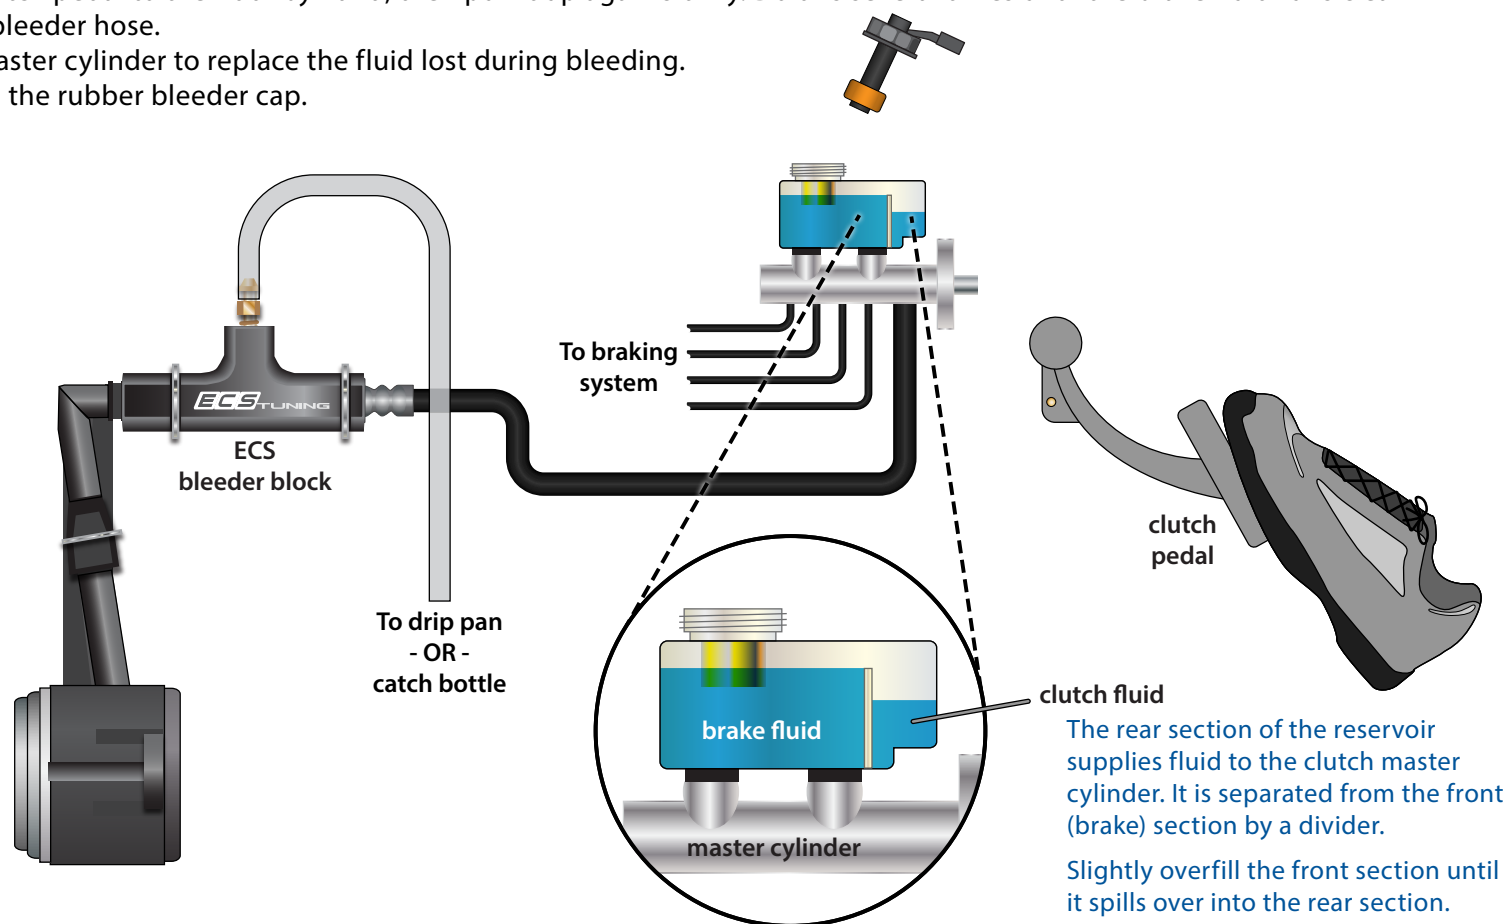 bleeder hose.
aster cylinder to replace the fluid lost during bleeding.
the rubber bleeder cap.
To braking
system
ECS TUNING
ECS
bleeder block
clutch
pedal
To drip pan
- OR -
catch bottle
brake fluid
master cylinder
clutch fluid
The rear section of the reservoir
supplies fluid to the clutch master
cylinder. It is separated from the front
(brake) section by a divider.
Slightly overfill the front section until
it spills over into the rear section.